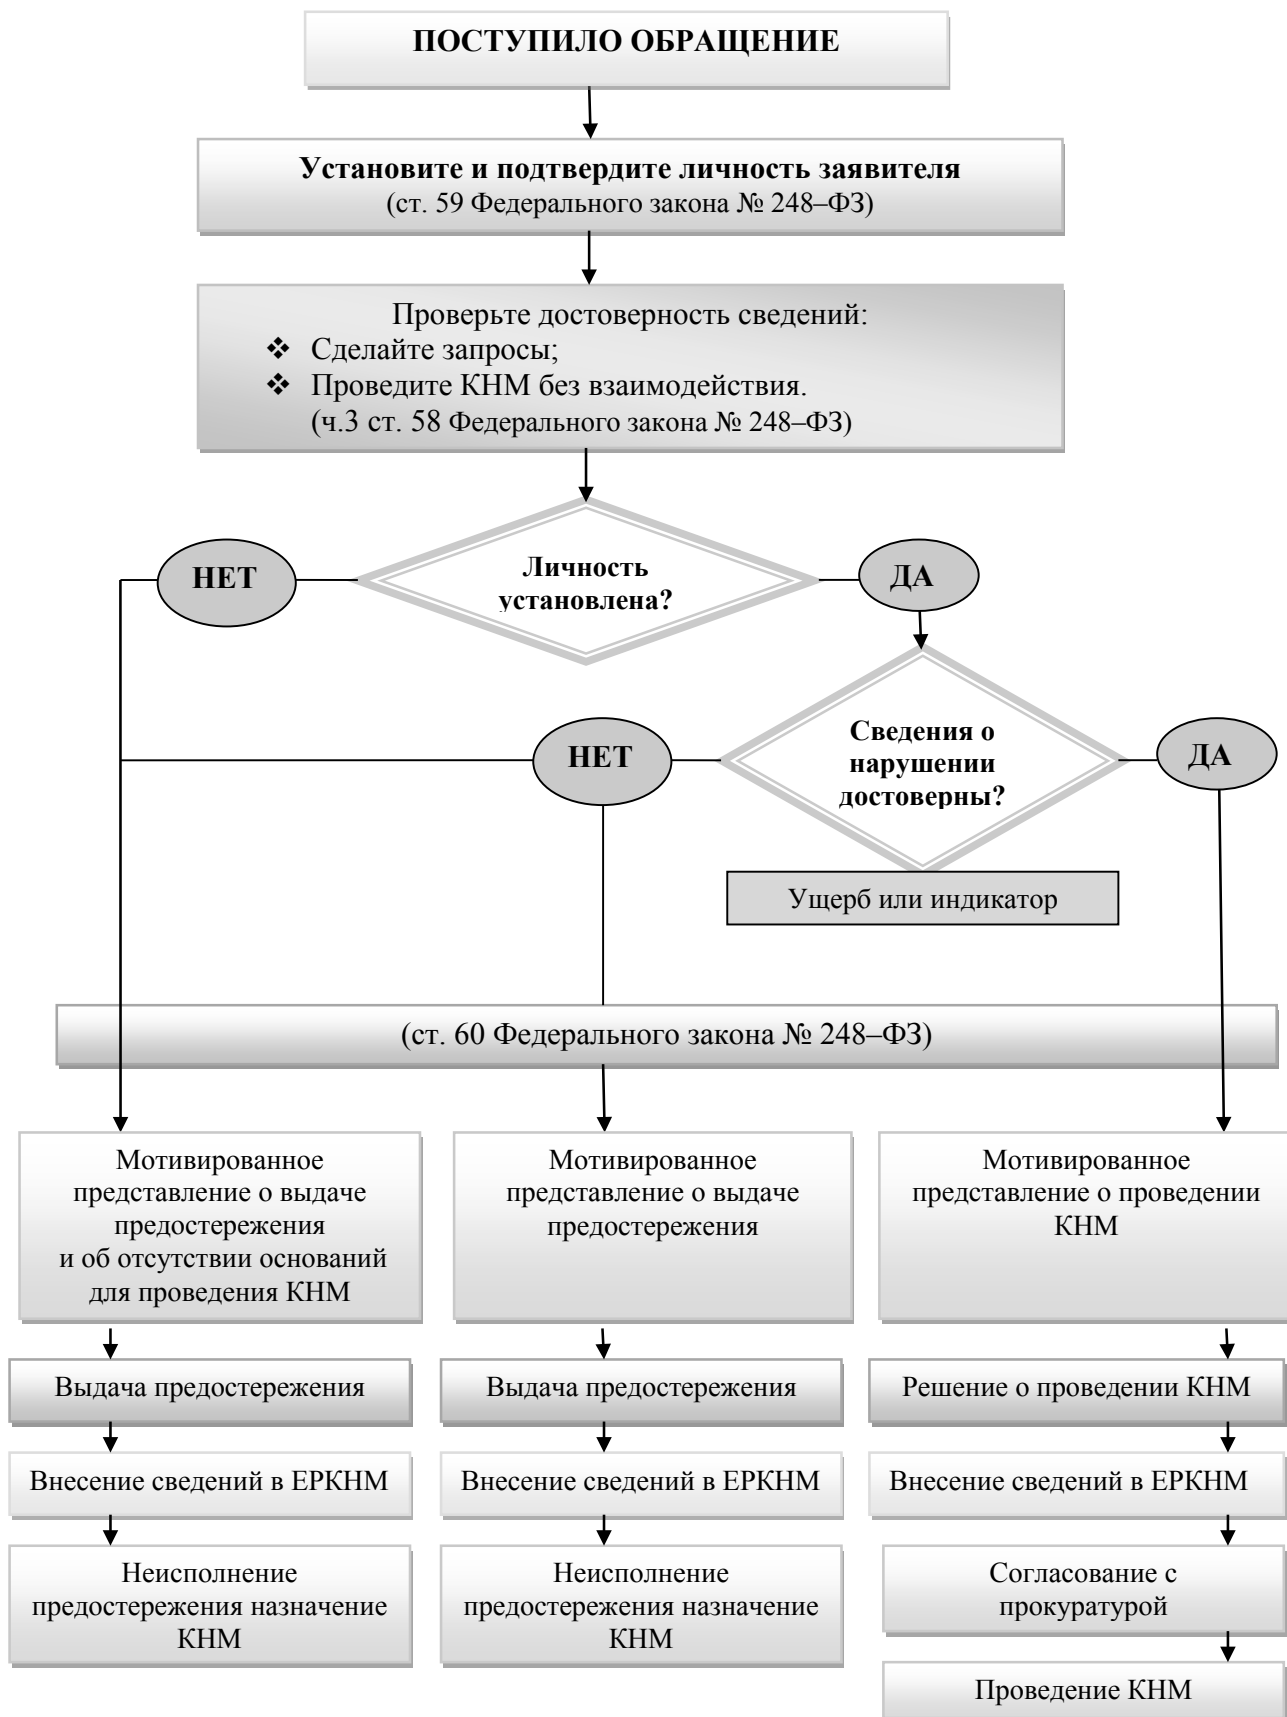 ПОСТУПИЛО ОБРАЩЕНИЕ
Установите и подтвердите личность заявителя
(ст. 59 Федерального закона № 248–ФЗ)
Проверьте достоверность сведений:
❖ Сделайте запросы;
❖ Проведите КНМ без взаимодействия.
(ч.3 ст. 58 Федерального закона № 248–ФЗ)
НЕТ
Личность
установлена?
ДА
НЕТ
Сведения о
нарушении
достоверны?
ДА
Ущерб или индикатор
(ст. 60 Федерального закона № 248–ФЗ)
Мотивированное
представление о выдаче
предостережения
и об отсутствии оснований
для проведения КНМ
Мотивированное
представление о выдаче
предостережения
Мотивированное
представление о проведении
КНМ
Выдача предостережения
Выдача предостережения
Решение о проведении КНМ
Внесение сведений в ЕРКНМ
Внесение сведений в ЕРКНМ
Внесение сведений в ЕРКНМ
Неисполнение
предостережения назначение
КНМ
Неисполнение
предостережения назначение
КНМ
Согласование с
прокуратурой
Проведение КНМ